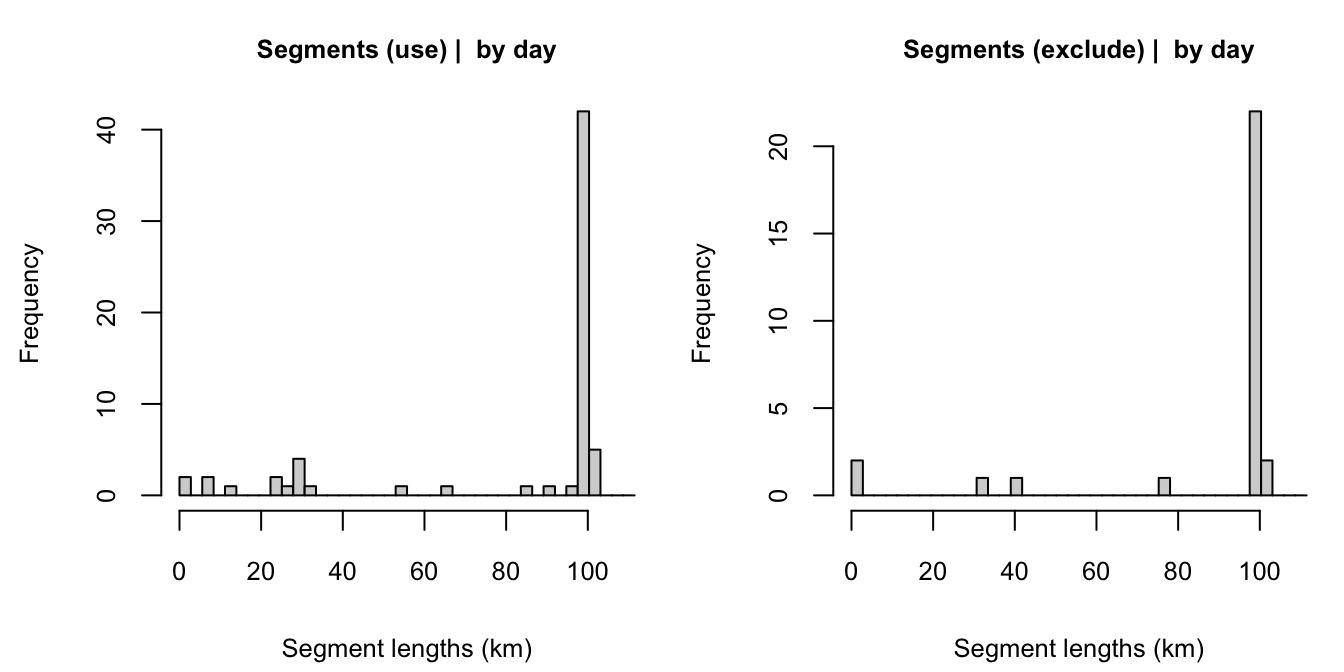 Segments (use) |  by day
Frequency
40
30
20
10
0
0 20 40 60 80 100
Segment lengths (km)
Segments (exclude) |  by day
Frequency
20
15
10
5
0
0 20 40 60 80 100
Segment lengths (km)